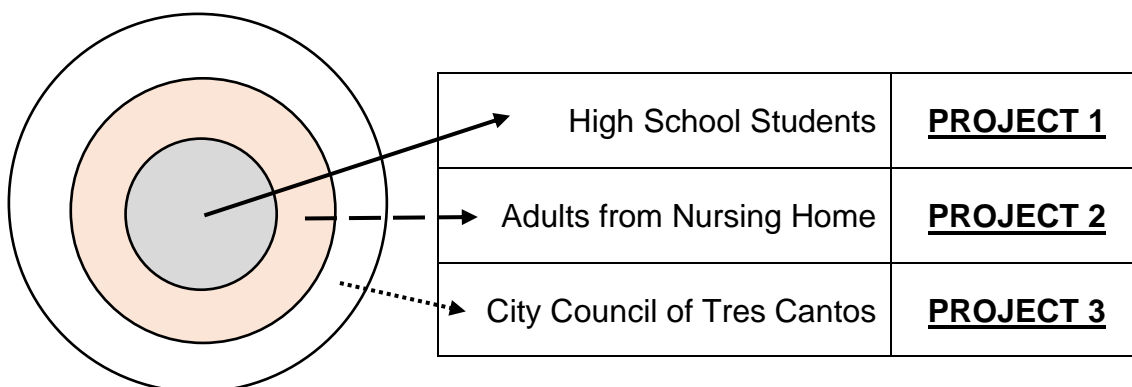 High School Students PROJECT 1
Adults from Nursing Home PROJECT 2
City Council of Tres Cantos PROJECT 3